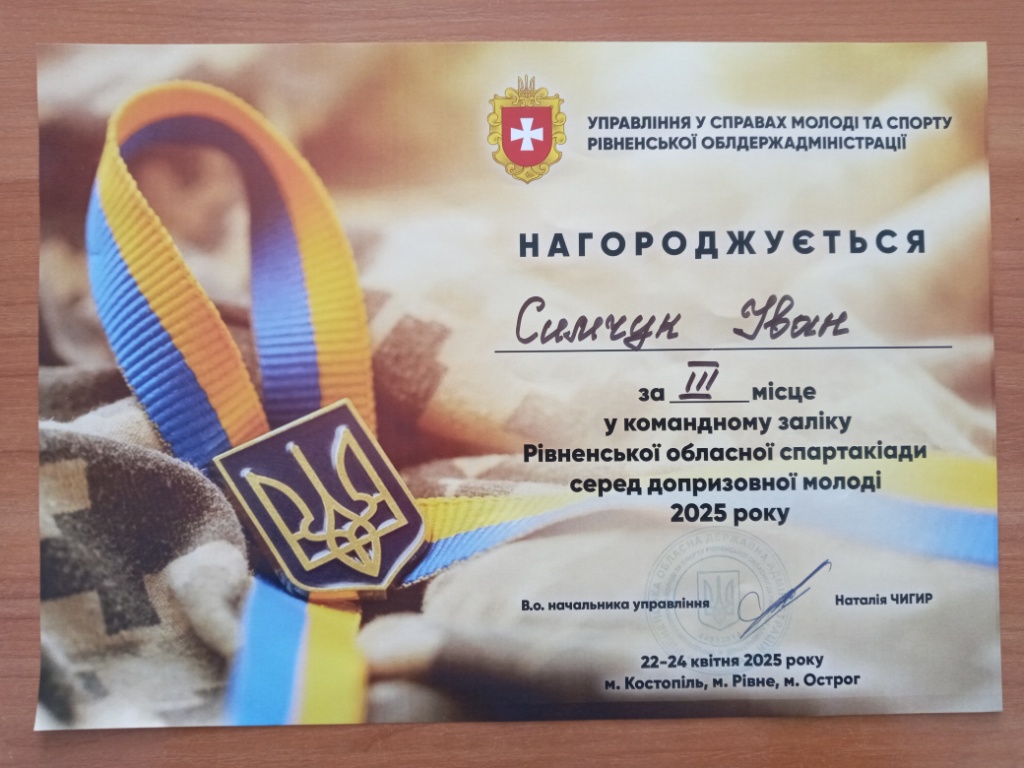 УПРАВЛІННЯ У СПРАВАХ МОЛОДІ ТА СПОРТУ
РІВНЕНСЬКОЇ ОБЛДЕРЖАДМІНІСТРАЦІЇ
НАГОРОДЖУЄТЬСЯ
Симчук Іван
за III місце
у командному заліку
Рівненської обласної спартакіади
серед допризовної молоді
2025 року
В.о. начальника управління Наталія ЧИГИР
22-24 квітня 2025 року
м. Костопіль, м. Рівне, м. Острог